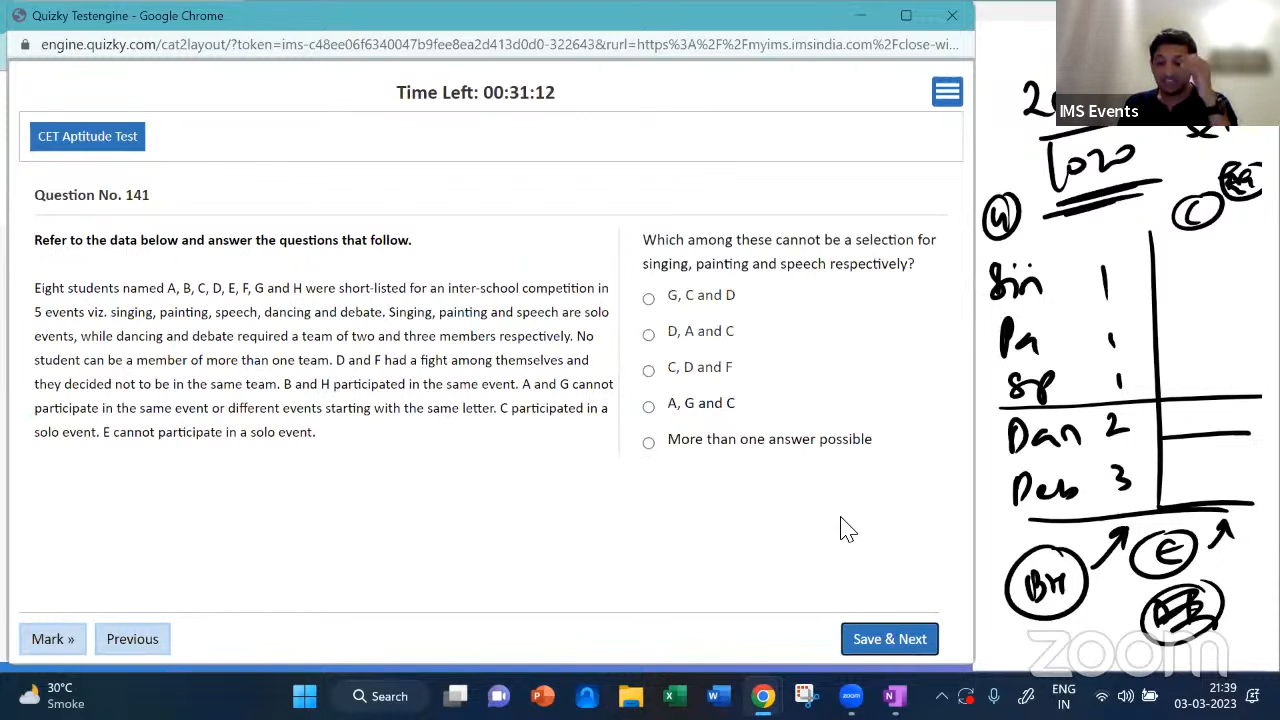 Quizky Testengine - Google Chrome
engine.quizky.com/cat2layout/?token=ims-c48ee06f6340047b9fee8ea2d413d0d0-322643&rurl=https%3A%2F%2Fmyims.imsindia.com%2Fclose-wi...
Time Left: 00:31:12
CET Aptitude Test
Question No. 141
Refer to the data below and answer the questions that follow.
Eight students named A, B, C, D, E, F, G and H were short-listed for an inter-school competition in
5 events viz. singing, painting, speech, dancing and debate. Singing, painting and speech are solo
events, while dancing and debate required a team of two and three members respectively. No
student can be a member of more than one team. D and F had a fight among themselves and
they decided not to be in the same team. B and H participated in the same event. A and G cannot
participate in the same event or different events starting with the same letter. C participated in a
solo event. E cannot participate in a solo event.
Which among these cannot be a selection for
singing, painting and speech respectively?
G, C and D
D, A and C
C, D and F
A, G and C
More than one answer possible
Mark »
Previous
Save & Next
IMS Events
1020
C
Sin 1
Pa 1
Sp 1
Dan 2
Deb 3
BH
E
zoom
30°C
Smoke
Search
ENG
IN
21:39
03-03-2023